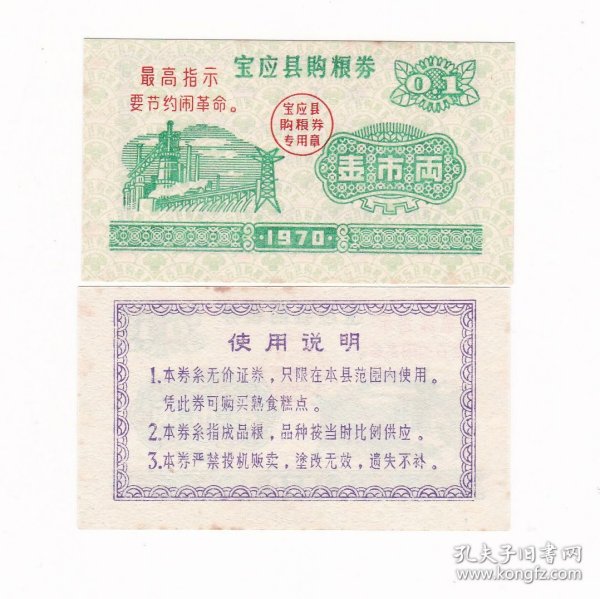 宝应县购粮券
最高指示
要节约闹革命。
宝应县
购粮券
专用章
0 1
壹市両
·1970·
使用说明
1.本券系无价证券，只限在本县范围内使用。
凭此券可购买熟食糕点。
2.本券系指成品粮，品种按当时比例供应。
3.本券严禁投机贩卖，塗改无效，遗失不补。
孔夫子旧书网
www.kongfz.com